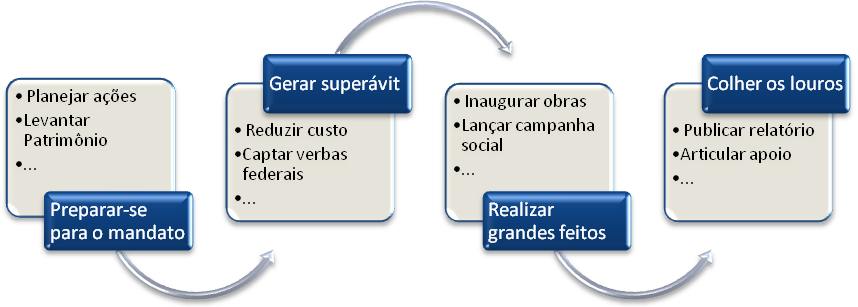 • Planejar ações
•Levantar
Patrimônio
•...
Preparar-se
para o mandato
Gerar superávit
• Reduzir custo
•Captar verbas
federais
•...
• Inaugurar obras
•Lançar campanha
social
•...
Realizar
grandes feitos
Colher os louros
• Publicar relatório
•Articular apoio
•...